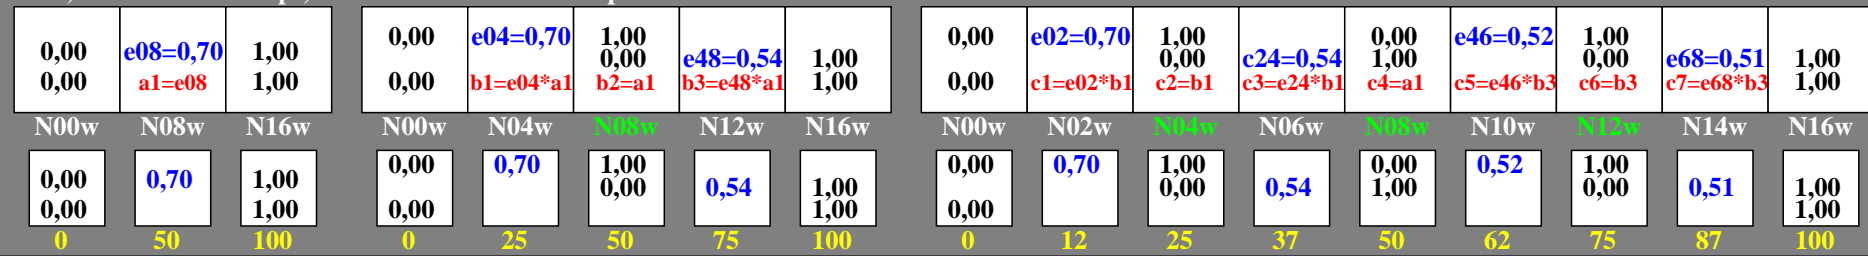 0,00 e08=0,70 1,00
0,00 a1=e08 1,00
N00w N08w N16w
0,00 0,70 1,00
0,00 1,00
0 50 100
0,00 e04=0,70 1,00
0,00 e48=0,54 1,00
0,00 b1=e04*a1 b2=a1 b3=e48*a1 1,00
N00w N04w N08w N12w N16w
0,00 0,70 1,00
0,00 0,54 1,00
0,00 1,00
0 25 50 75 100
0,00 e02=0,70 1,00 0,00 e46=0,52 1,00
0,00 c24=0,54 1,00 0,00 e68=0,51 1,00
0,00 c1=e02*b1 c2=b1 c3=e24*b1 c4=a1 c5=e46*b3 c6=b3 c7=e68*b3 1,00
N00w N02w N04w N06w N08w N10w N12w N14w N16w
0,00 0,70 1,00 0,00 0,52 1,00
0,00 0,54 1,00 0,00 0,51 1,00
0,00 1,00
0 12 25 37 50 62 75 87 100